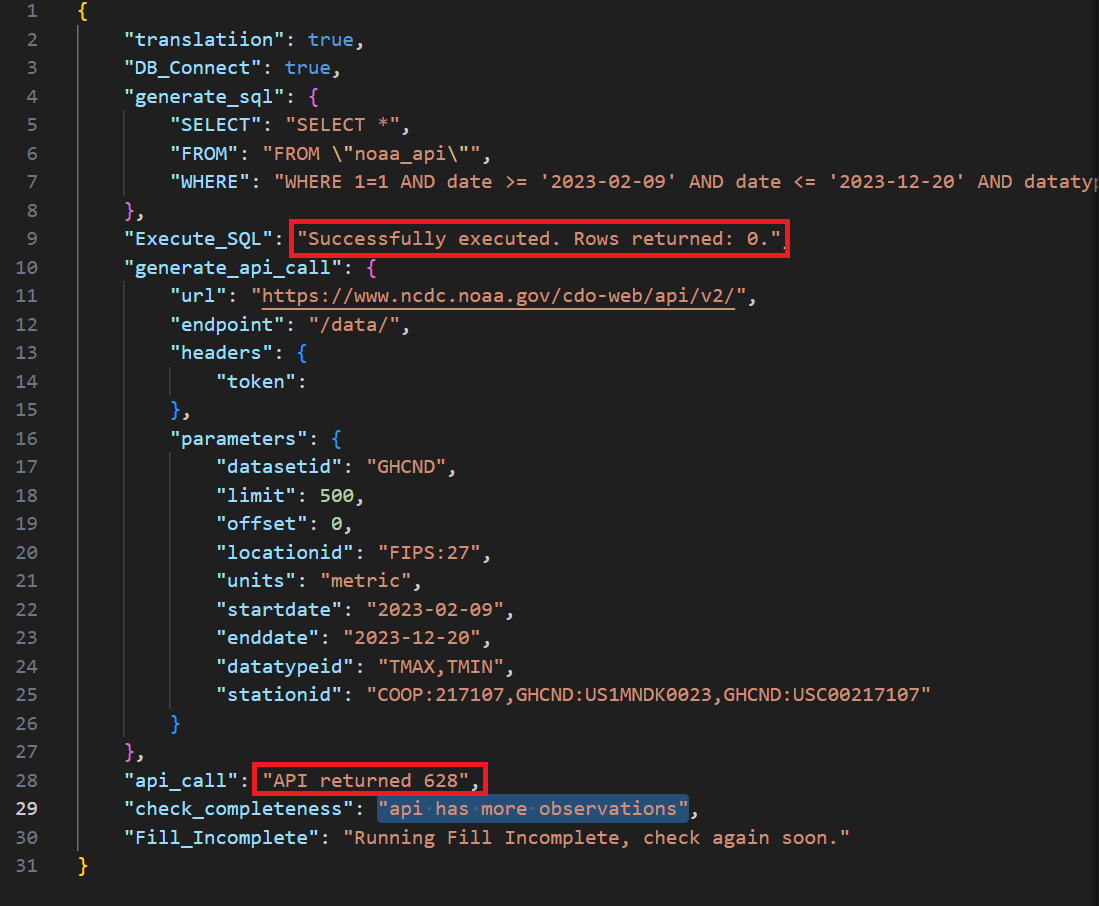 1 {
2 "translatiion": true,
3 "DB_Connect": true,
4 "generate_sql": {
5 "SELECT": "SELECT *",
6 "FROM": "FROM \"noaa_api\"",
7 "WHERE": "WHERE 1=1 AND date >= '2023-02-09' AND date <= '2023-12-20' AND dataty
8 },
9 "Execute_SQL": "Successfully executed. Rows returned: 0.",
10 "generate_api_call": {
11 "url": "https://www.ncdc.noaa.gov/cdo-web/api/v2/",
12 "endpoint": "/data/",
13 "headers": {
14 "token":
15 },
16 "parameters": {
17 "datasetid": "GHCND",
18 "limit": 500,
19 "offset": 0,
20 "locationid": "FIPS:27",
21 "units": "metric",
22 "startdate": "2023-02-09",
23 "enddate": "2023-12-20",
24 "datatypeid": "TMAX,TMIN",
25 "stationid": "COOP:217107,GHCND:US1MNDK0023,GHCND:USC00217107"
26 }
27 },
28 "api_call": "API returned 628",
29 "check_completeness": "api has more observations",
30 "Fill_Incomplete": "Running Fill Incomplete, check again soon."
31 }